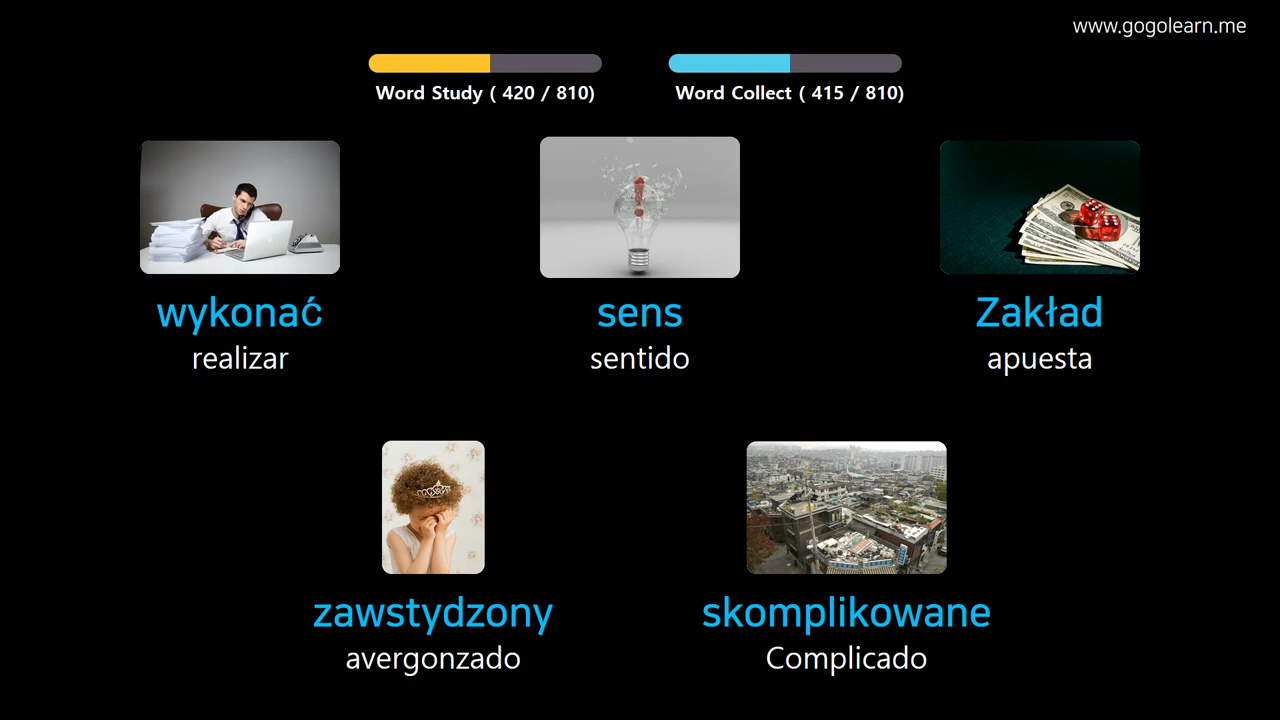 www.gogolearn.me
Word Study ( 420 / 810)
Word Collect ( 415 / 810)
wykonać
realizar
sens
sentido
Zakład
apuesta
zawstydzony
avergonzado
skomplikowane
Complicado